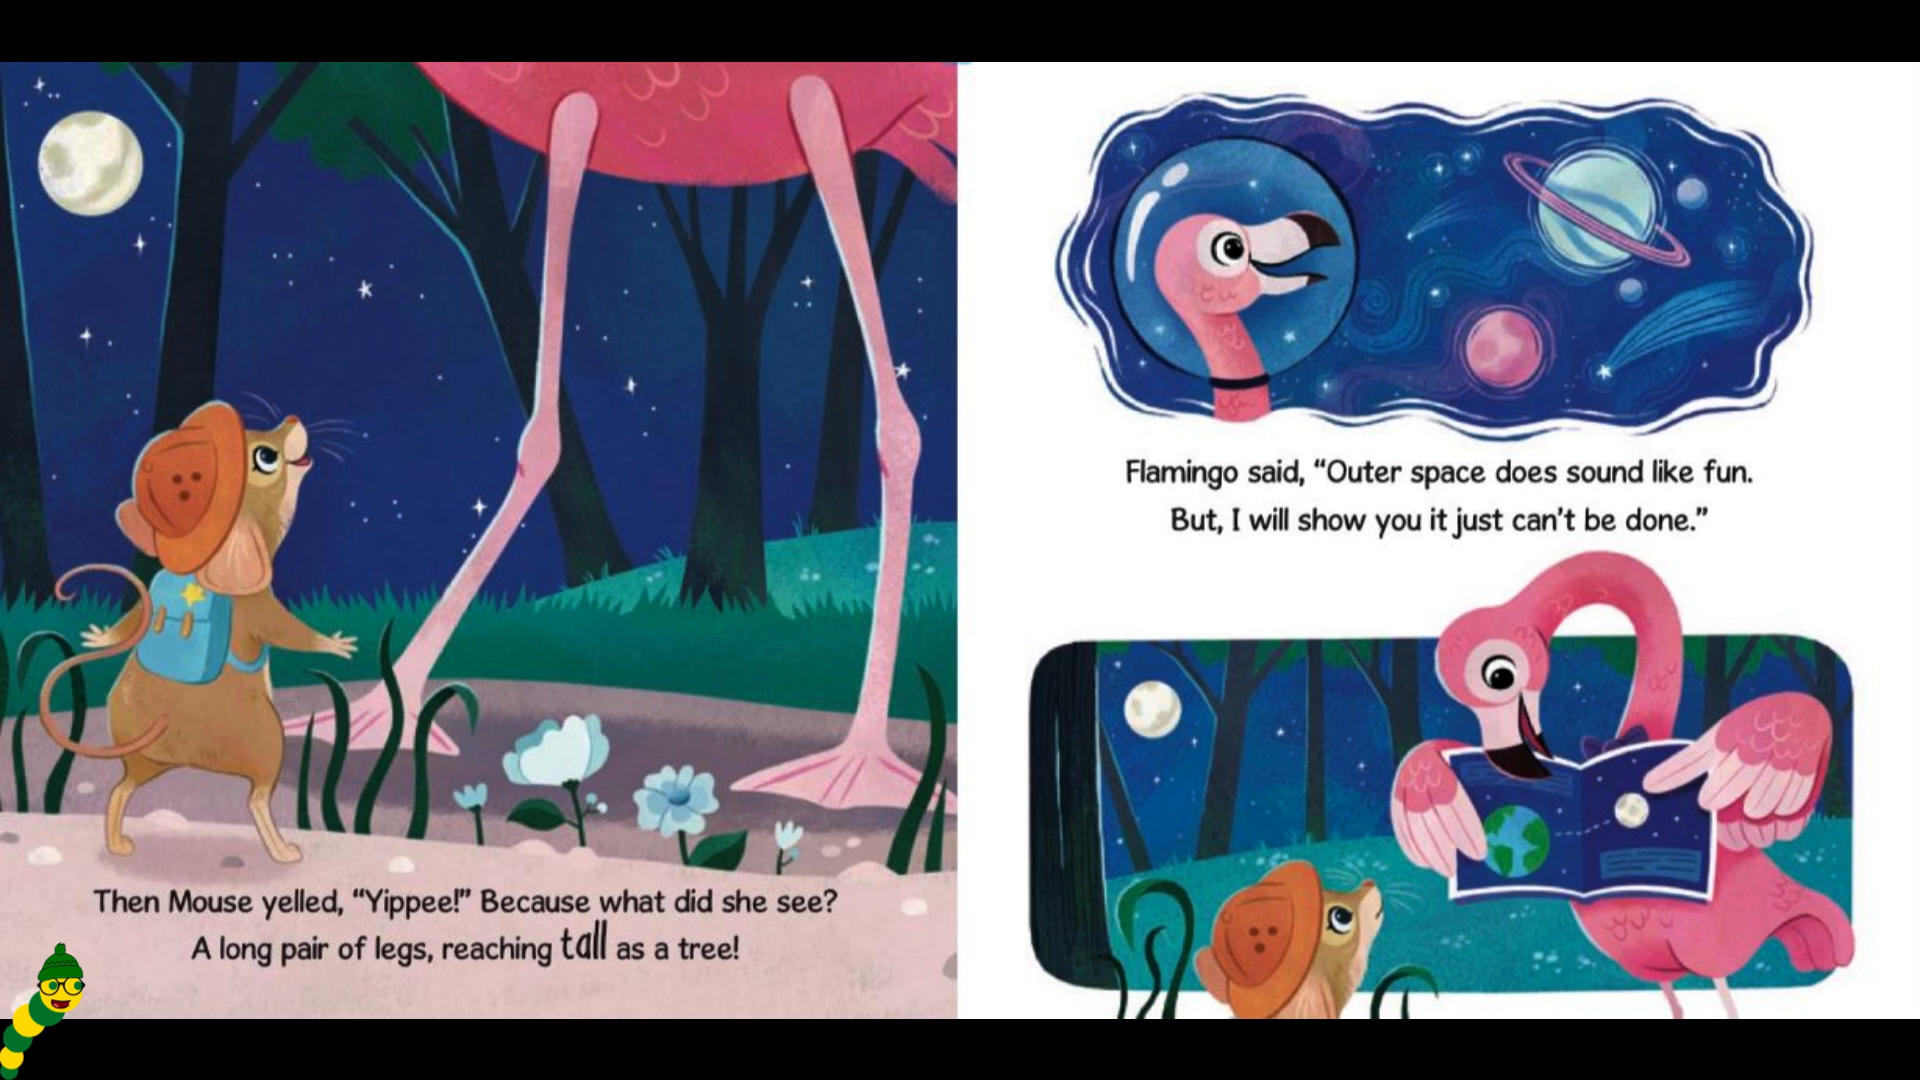 Then Mouse yelled, “Yippee!” Because what did she see?
A long pair of legs, reaching tall as a tree!
Flamingo said, “Outer space does sound like fun.
But, I will show you it just can’t be done.”